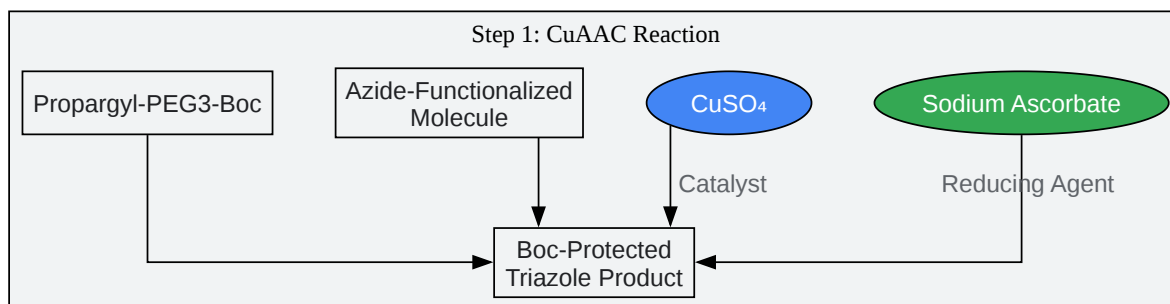 Step 1: CuAAC Reaction
Propargyl-PEG3-Boc
Azide-Functionalized
Molecule
CuSO₄
Sodium Ascorbate
Catalyst
Reducing Agent
Boc-Protected
Triazole Product